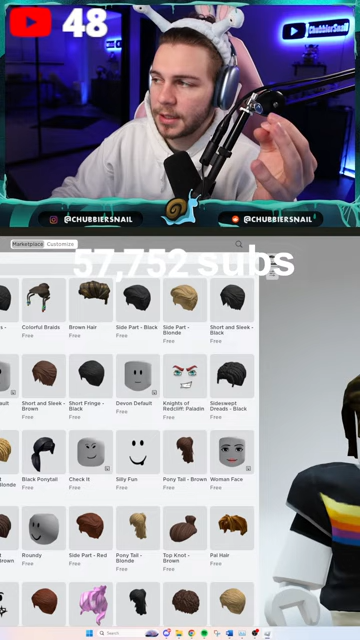 48
ChubbierSnail
@CHUBBIERSNAIL
@CHUBBIERSNAIL
Marketplace
Customize
57,752 subs
Colorful Braids
Free
Brown Hair
Free
Side Part - Black
Free
Side Part - Blonde
Free
Short and Sleek - Black
Free
Short and Sleek - Brown
Free
Short Fringe - Black
Free
Devon Default
Free
Knights of Redcliff: Paladin
Free
Sideswept Dreads - Black
Free
Blonde
Black Ponytail
Free
Check It
Free
Silly Fun
Free
Pony Tail - Brown
Free
Woman Face
Free
Brown
Roundy
Free
Side Part - Red
Free
Pony Tail - Blonde
Free
Top Knot - Brown
Free
Pal Hair
Free
Search